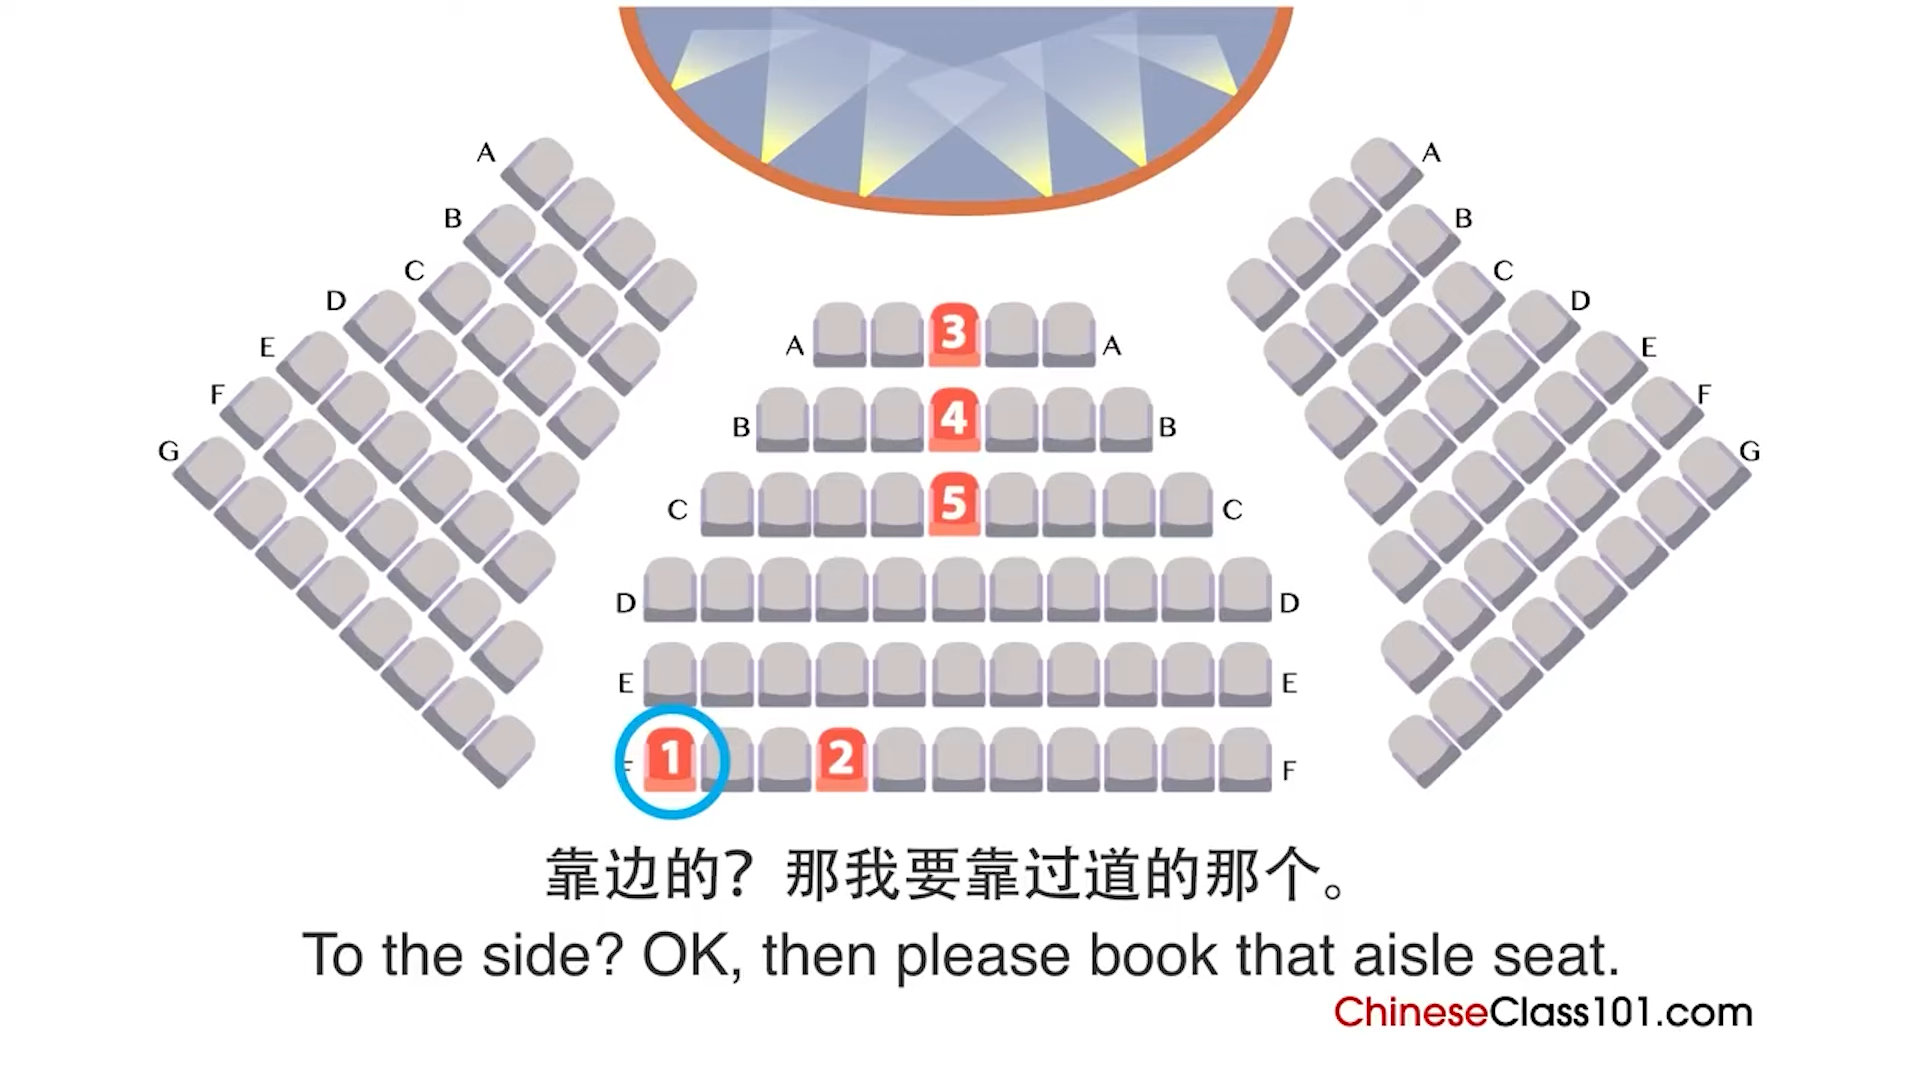 A
A
B
B
C
C
D
D
E
E
F
F
G
G
A 3 A
B 4 B
C 5 C
D D
E E
F 1 2 F
靠边的？那我要靠过道的那个。
To the side? OK, then please book that aisle seat.
ChineseClass101.com